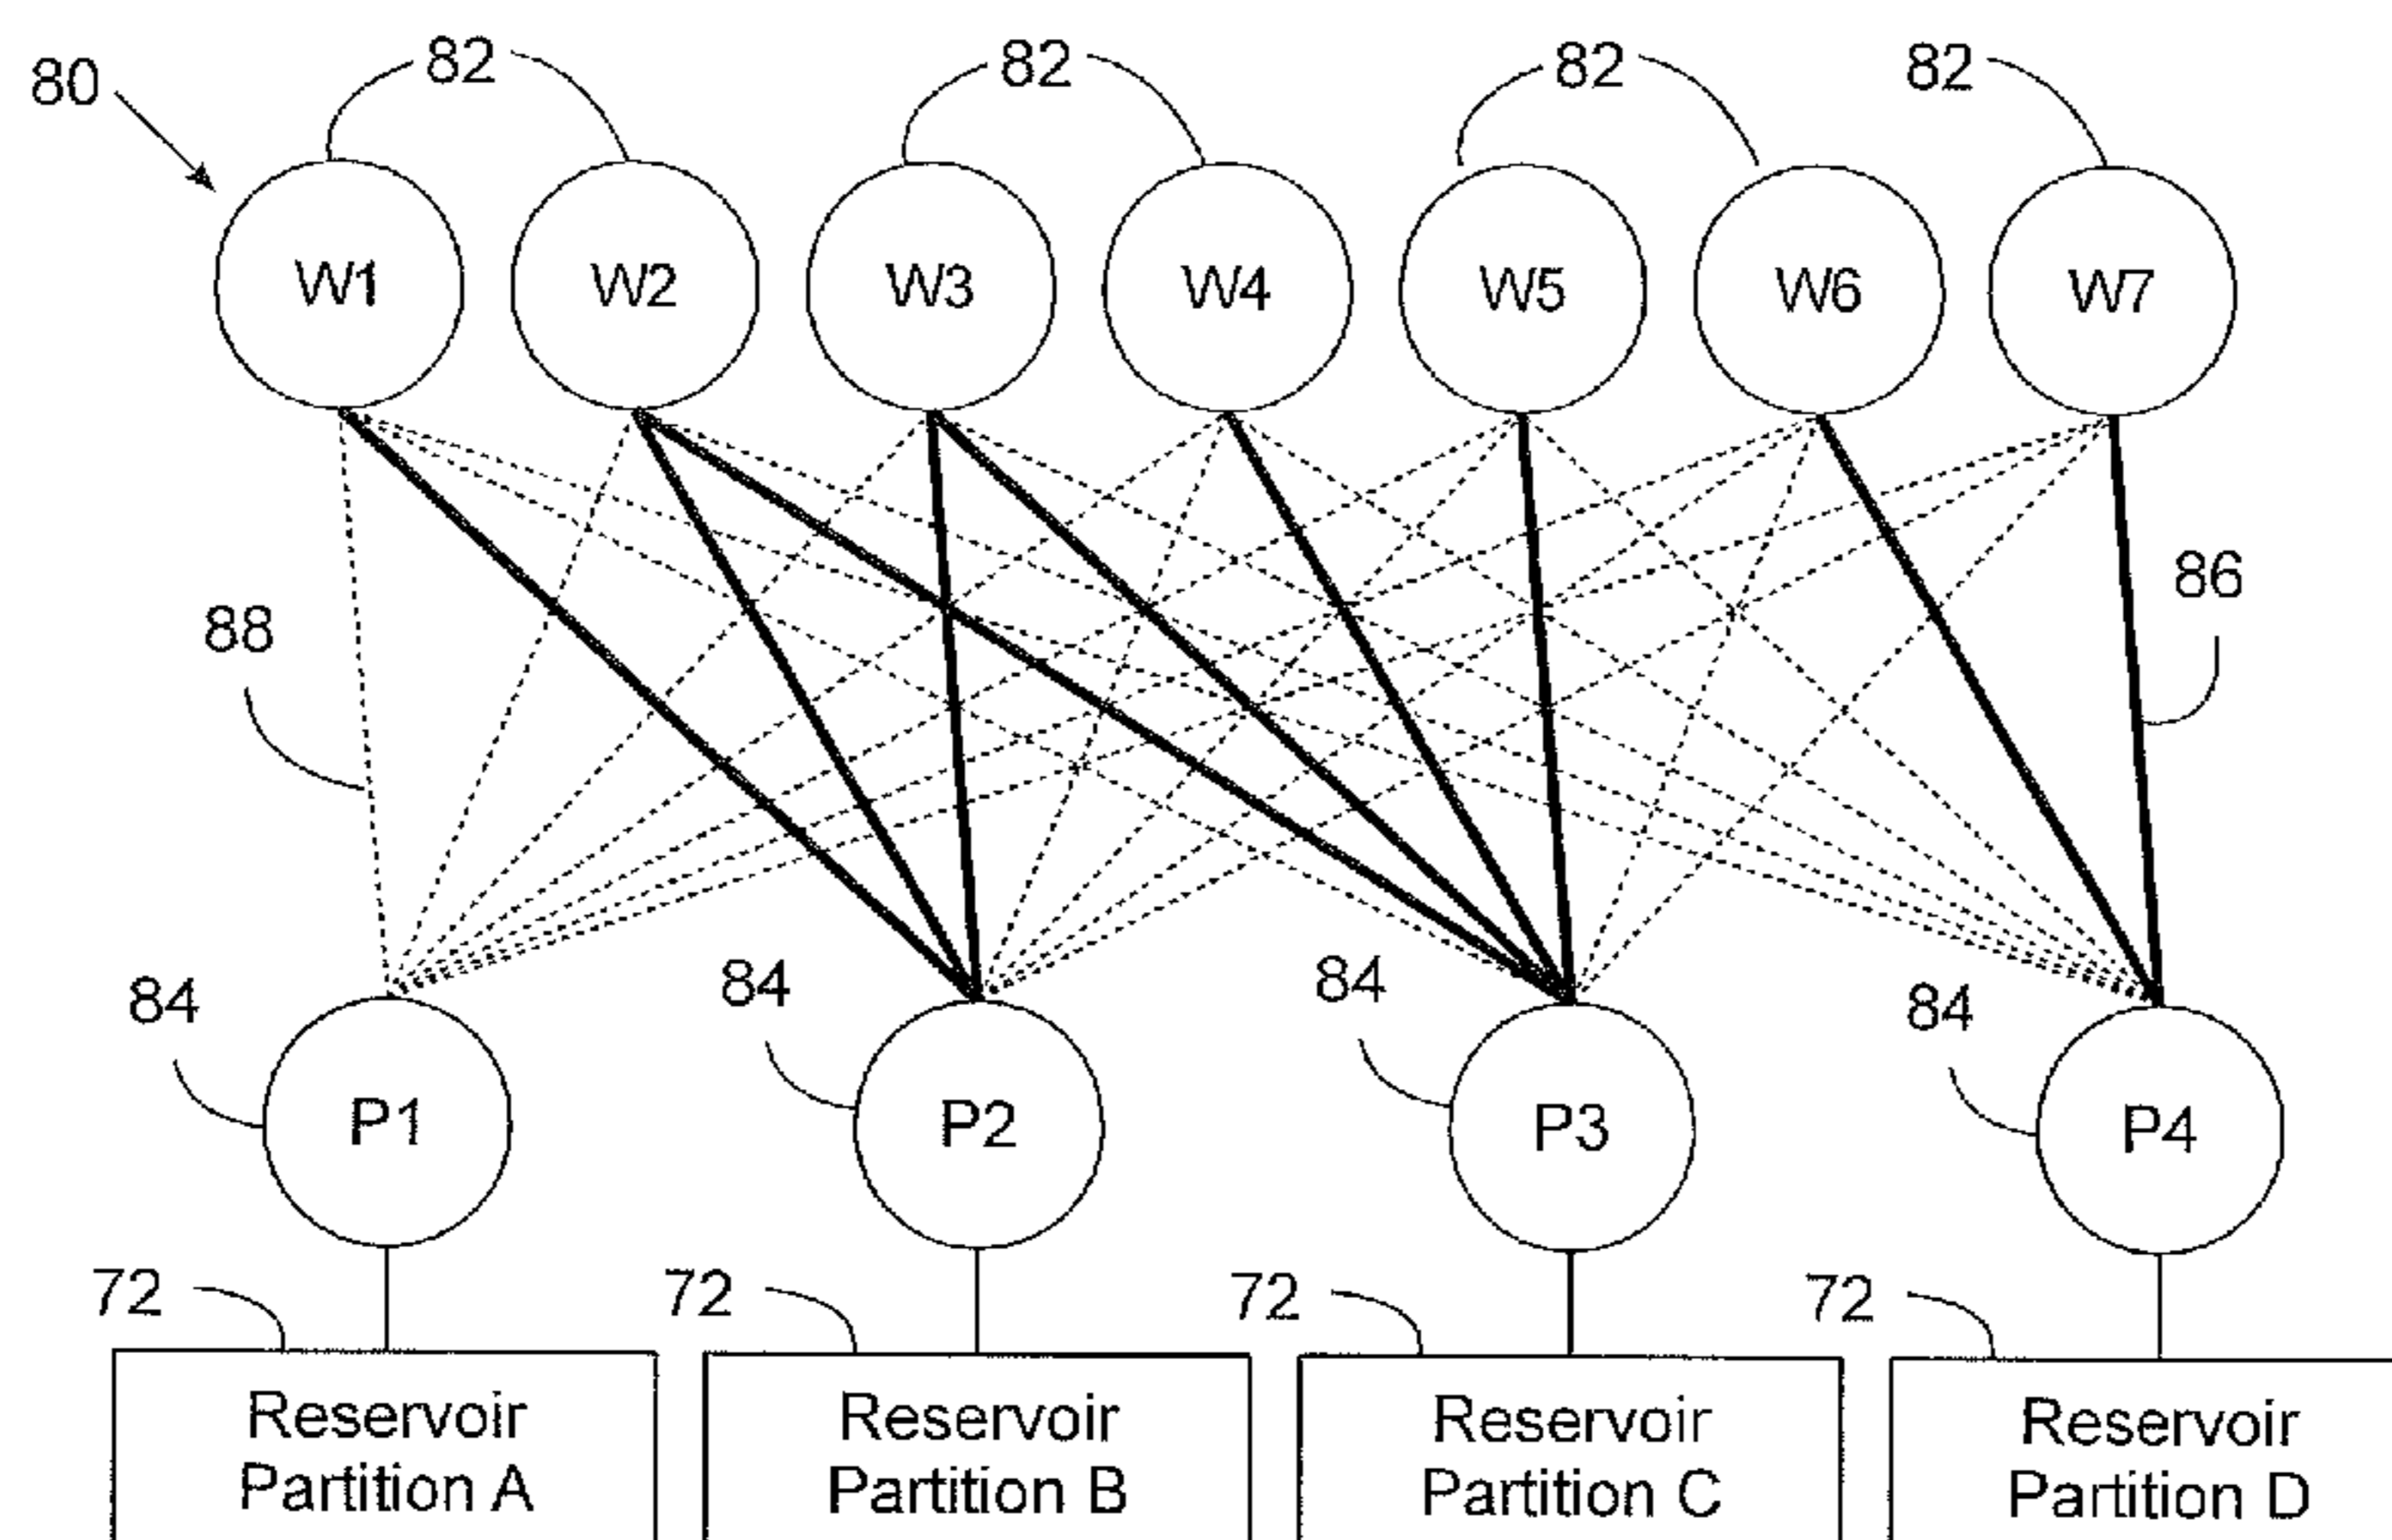 80
82
82
82
82
W1
W2
W3
W4
W5
W6
W7
88
86
84
84
84
84
P1
P2
P3
P4
72
72
72
72
Reservoir
Partition A
Reservoir
Partition B
Reservoir
Partition C
Reservoir
Partition D